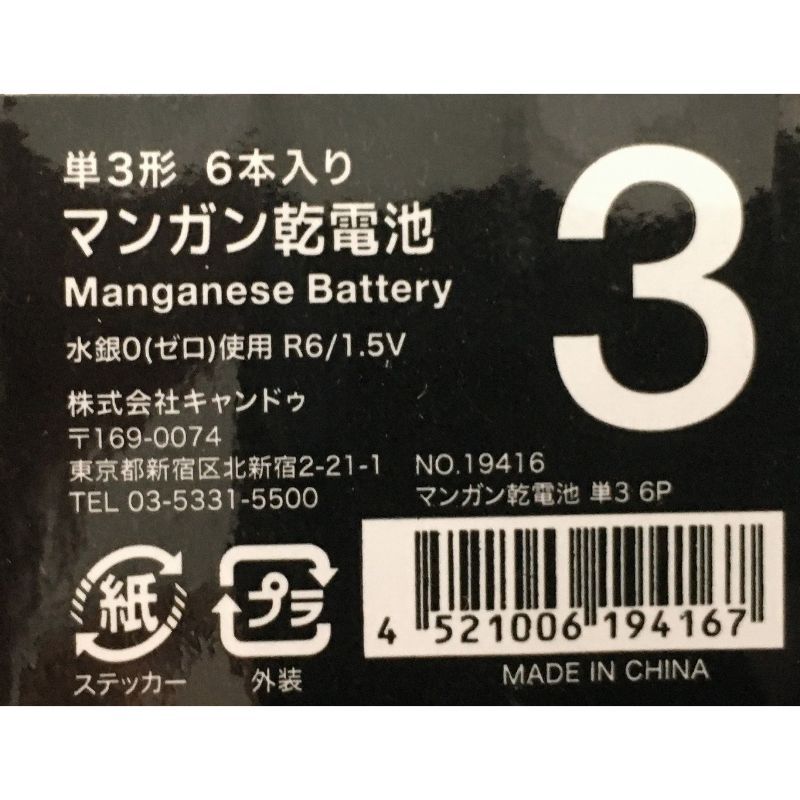 単3形 6本入り
マンガン乾電池
Manganese Battery
水銀0(ゼロ)使用 R6/1.5V
3
株式会社キャンドゥ
〒169-0074
東京都新宿区北新宿2-21-1
TEL 03-5331-5500
NO.19416
マンガン乾電池 単3 6P
紙
ステッカー
プラ
外装
4 521006 194167
MADE IN CHINA